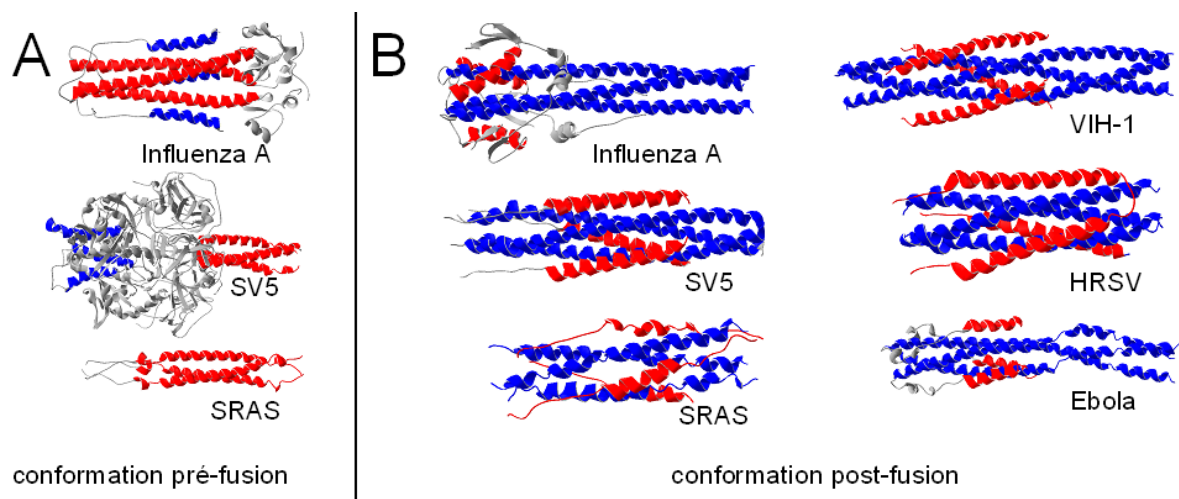 A
Influenza A
SV5
SRAS
conformation pré-fusion
B
Influenza A
VIH-1
SV5
HRSV
SRAS
Ebola
conformation post-fusion